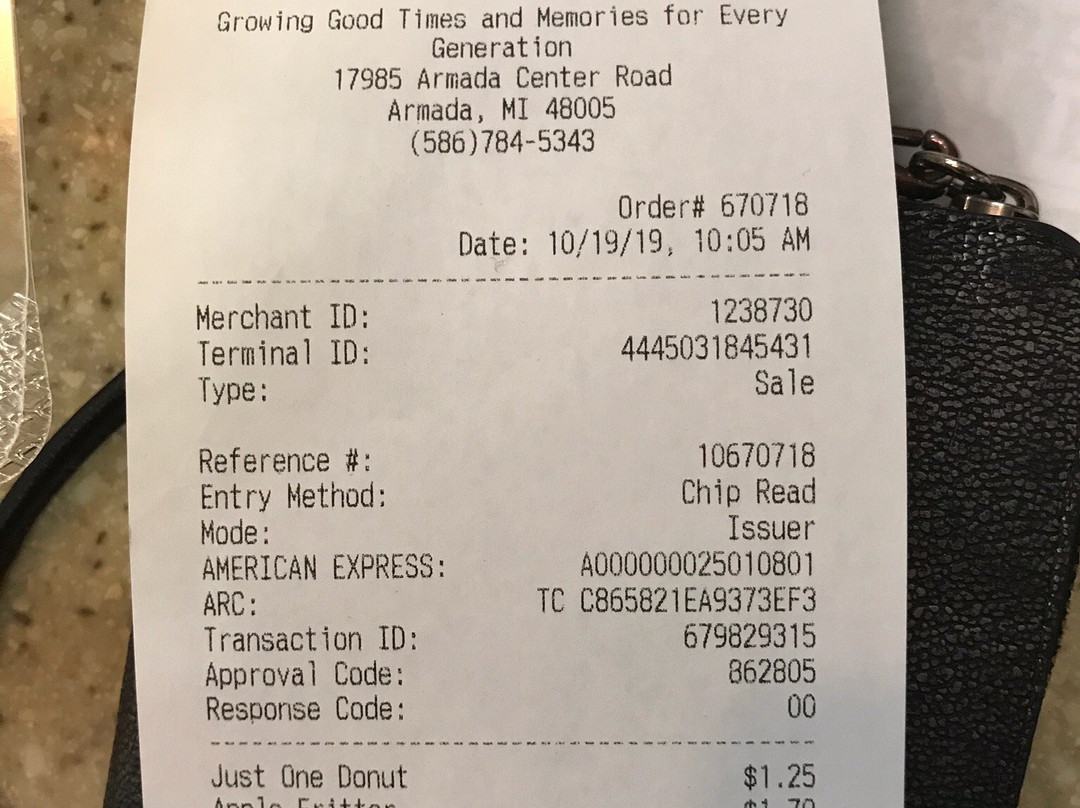 Growing Good Times and Memories for Every
Generation
17985 Armada Center Road
Armada, MI 48005
(586)784-5343
Order# 670718
Date: 10/19/19, 10:05 AM
Merchant ID: 1238730
Terminal ID: 4445031845431
Type: Sale
Reference #: 10670718
Entry Method: Chip Read
Mode: Issuer
AMERICAN EXPRESS: A000000025010801
ARC: TC C865821EA9373EF3
Transaction ID: 679829315
Approval Code: 862805
Response Code: 00
Just One Donut $1.25
Apple Fritter